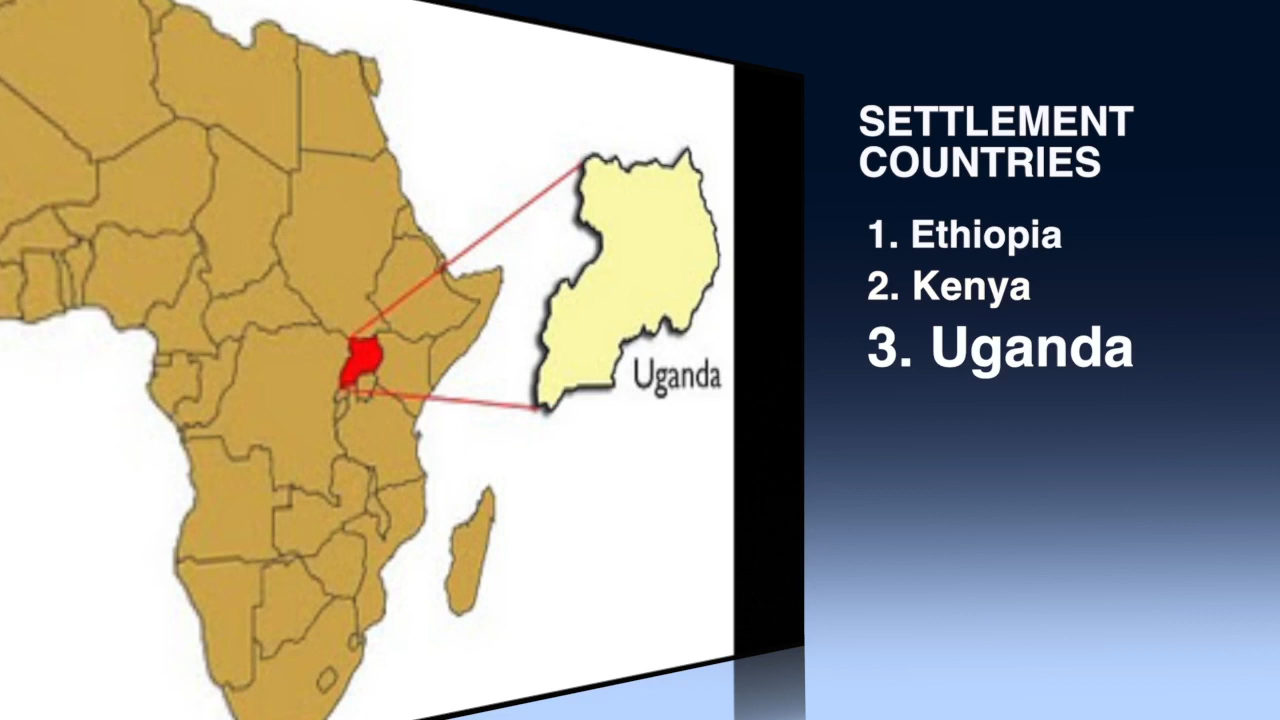 SETTLEMENT
COUNTRIES
1. Ethiopia
2. Kenya
3. Uganda
Uganda